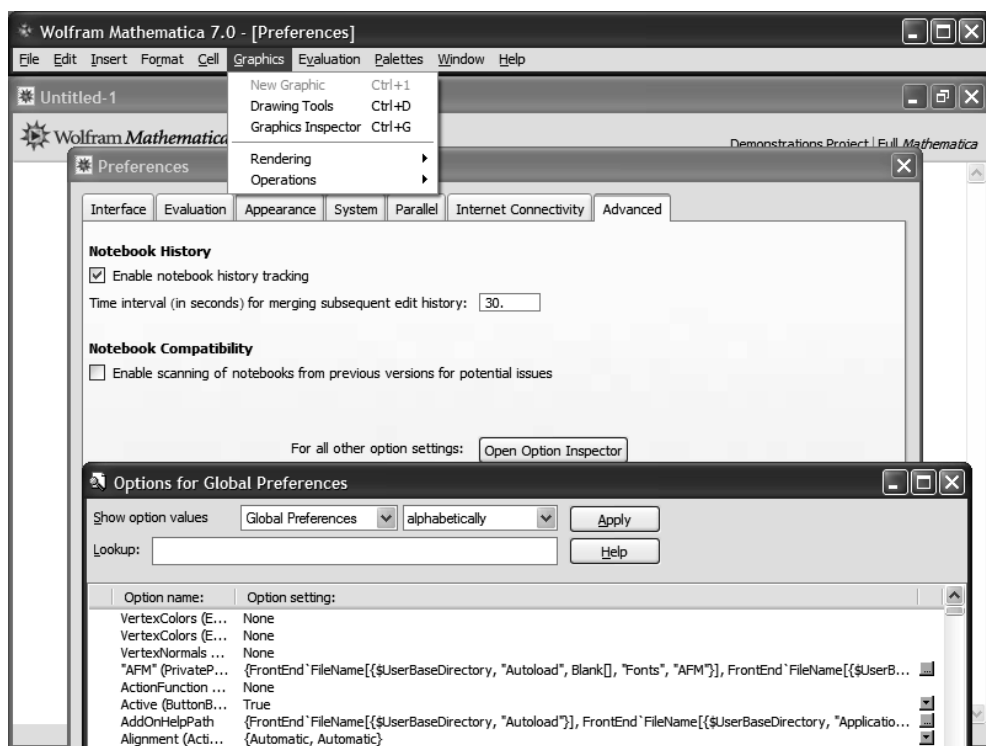 Wolfram Mathematica 7.0 - [Preferences]
File Edit Insert Format Cell Graphics Evaluation Palettes Window Help
New Graphic Ctrl+1
Drawing Tools Ctrl+D
Graphics Inspector Ctrl+G
Rendering
Operations
Untitled-1
Wolfram Mathematica
Demonstrations Project | Full Mathematica
Preferences
Interface Evaluation Appearance System Parallel Internet Connectivity Advanced
Notebook History
Enable notebook history tracking
Time interval (in seconds) for merging subsequent edit history: 30.
Notebook Compatibility
Enable scanning of notebooks from previous versions for potential issues
For all other option settings: Open Option Inspector
Options for Global Preferences
Show option values Global Preferences alphabetically Apply
Lookup: Help
Option name: Option setting:
VertexColors (E... None
VertexColors (E... None
VertexNormals ... None
"AFM" (PrivateP... {FrontEnd`FileName[{$UserBaseDirectory, "Autoload", Blank[], "Fonts", "AFM"}], FrontEnd`FileName[{$UserB... ...
ActionFunction ... None
Active (ButtonB... True
AddOnHelpPath {FrontEnd`FileName[{$UserBaseDirectory, "Autoload"}], FrontEnd`FileName[{$UserBaseDirectory, "Applicatio... ...
Alignment (Acti... {Automatic, Automatic}